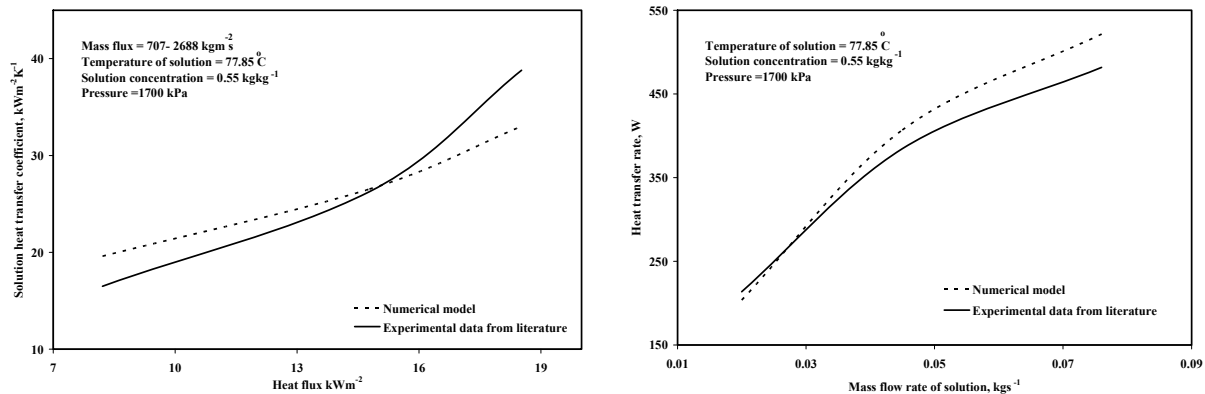 Mass flux = 707- 2688 kgm-2s
Temperature of solution = 77.85 oC
Solution concentration = 0.55 kgkg-1
Pressure =1700 kPa
Solution heat transfer coefficient, kWm-2K-1
40
30
20
10
Numerical model
Experimental data from literature
7
10
13
16
19
Heat flux kWm-2
Temperature of solution = 77.85 oC
Solution concentration = 0.55 kgkg-1
Pressure =1700 kPa
Heat transfer rate, W
550
450
350
250
150
Numerical model
Experimental data from literature
0.01
0.03
0.05
0.07
0.09
Mass flow rate of solution, kgs-1